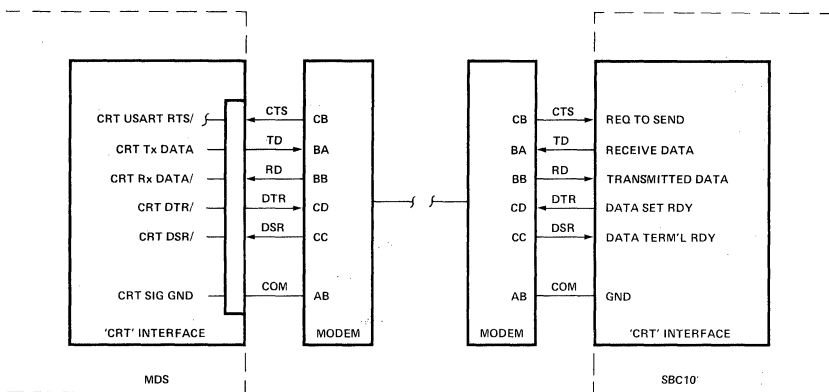 CRT USART RTS/ CTS CB CB CTS REQ TO SEND
CRT Tx DATA TD BA BA TD RECEIVE DATA
CRT Rx DATA/ RD BB BB RD TRANSMITTED DATA
CRT DTR/ DTR CD CD DTR DATA SET RDY
CRT DSR/ DSR CC CC DSR DATA TERM'L RDY
CRT SIG GND COM AB AB COM GND
'CRT' INTERFACE MODEM MODEM 'CRT' INTERFACE
MDS SBC10